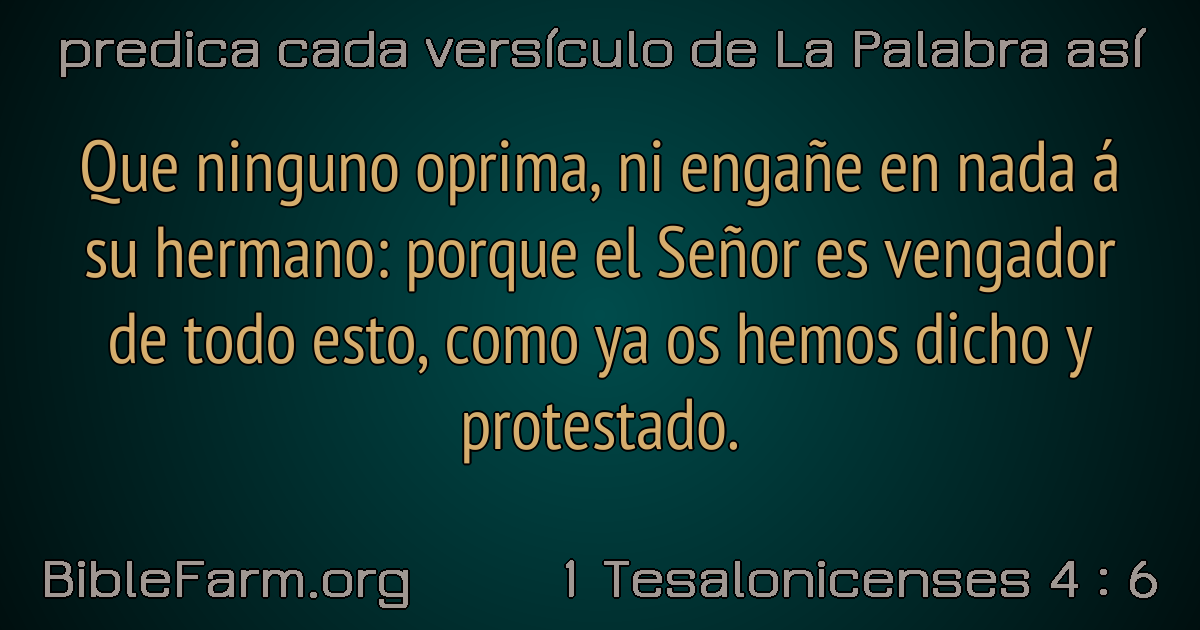 predica cada versículo de La Palabra así
Que ninguno oprima, ni engañe en nada á
su hermano: porque el Señor es vengador
de todo esto, como ya os hemos dicho y
protestado.
BibleFarm.org
1 Tesalonicenses 4 : 6